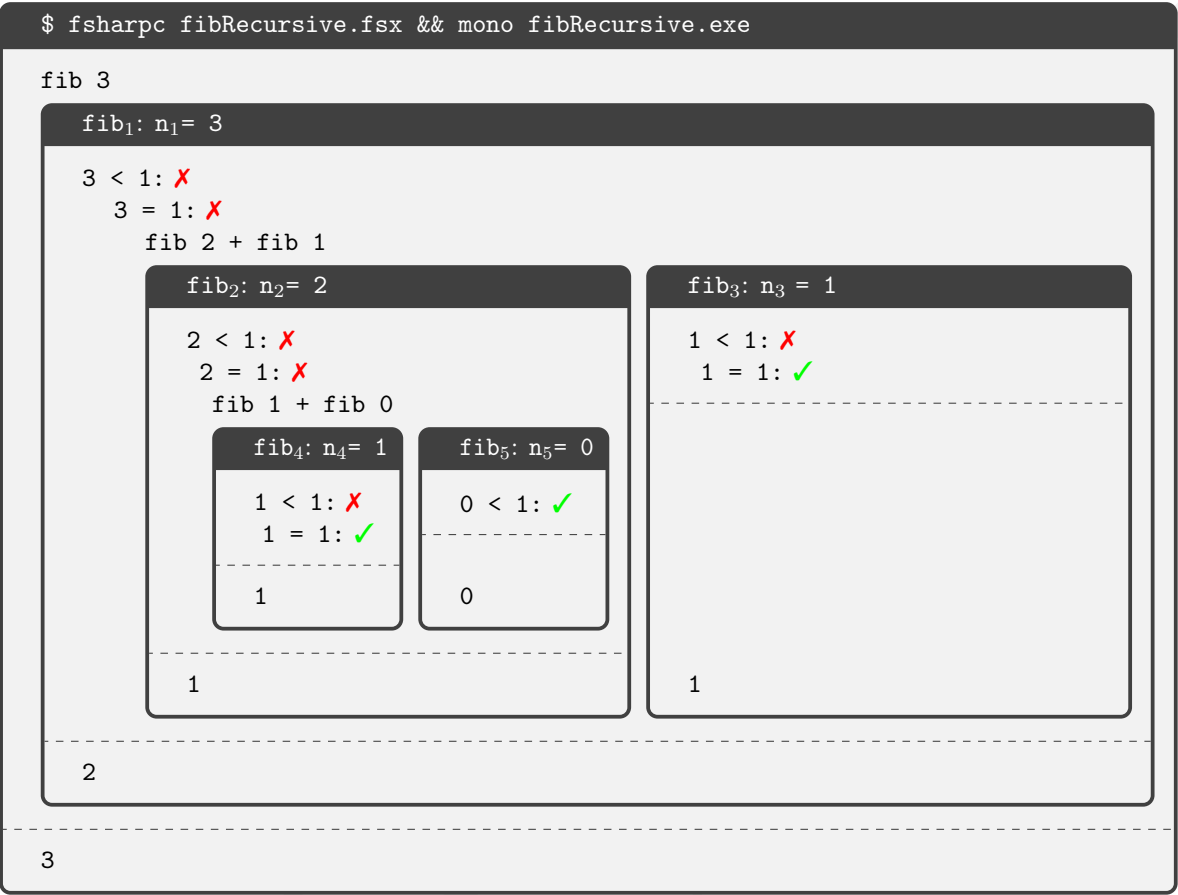 $ fsharpc fibRecursive.fsx && mono fibRecursive.exe
fib 3
fib₁: n₁= 3
3 < 1: ✗
3 = 1: ✗
fib 2 + fib 1
fib₂: n₂= 2
2 < 1: ✗
2 = 1: ✗
fib 1 + fib 0
fib₄: n₄= 1
1 < 1: ✗
1 = 1: ✓
1
fib₅: n₅= 0
0 < 1: ✓
0
1
fib₃: n₃ = 1
1 < 1: ✗
1 = 1: ✓
1
2
3